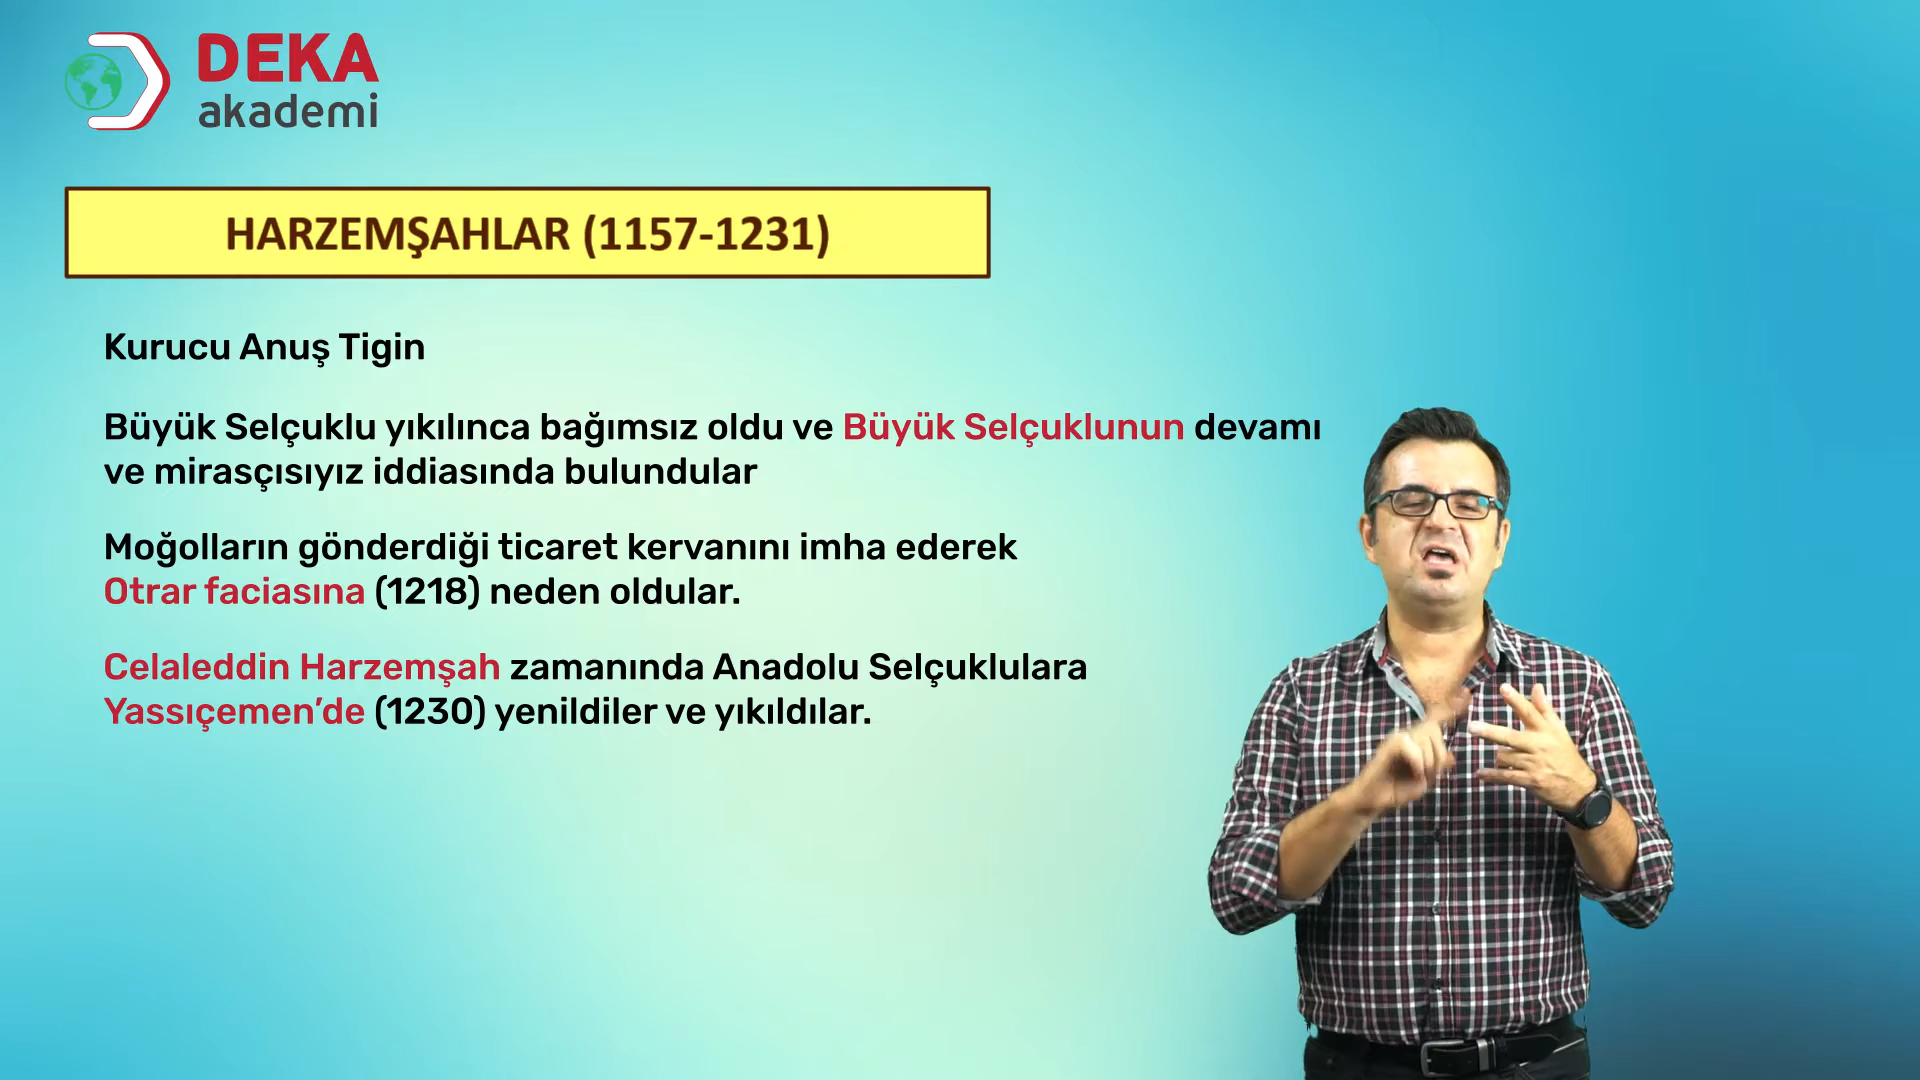 DEKA
akademi
HARZEMŞAHLAR (1157-1231)
Kurucu Anuş Tigin
Büyük Selçuklu yıkılınca bağımsız oldu ve Büyük Selçuklunun devamı
ve mirasçısıyız iddiasında bulundular
Moğolların gönderdiği ticaret kervanını imha ederek
Otrar faciasına (1218) neden oldular.
Celaleddin Harzemşah zamanında Anadolu Selçuklulara
Yassıçemen’de (1230) yenildiler ve yıkıldılar.